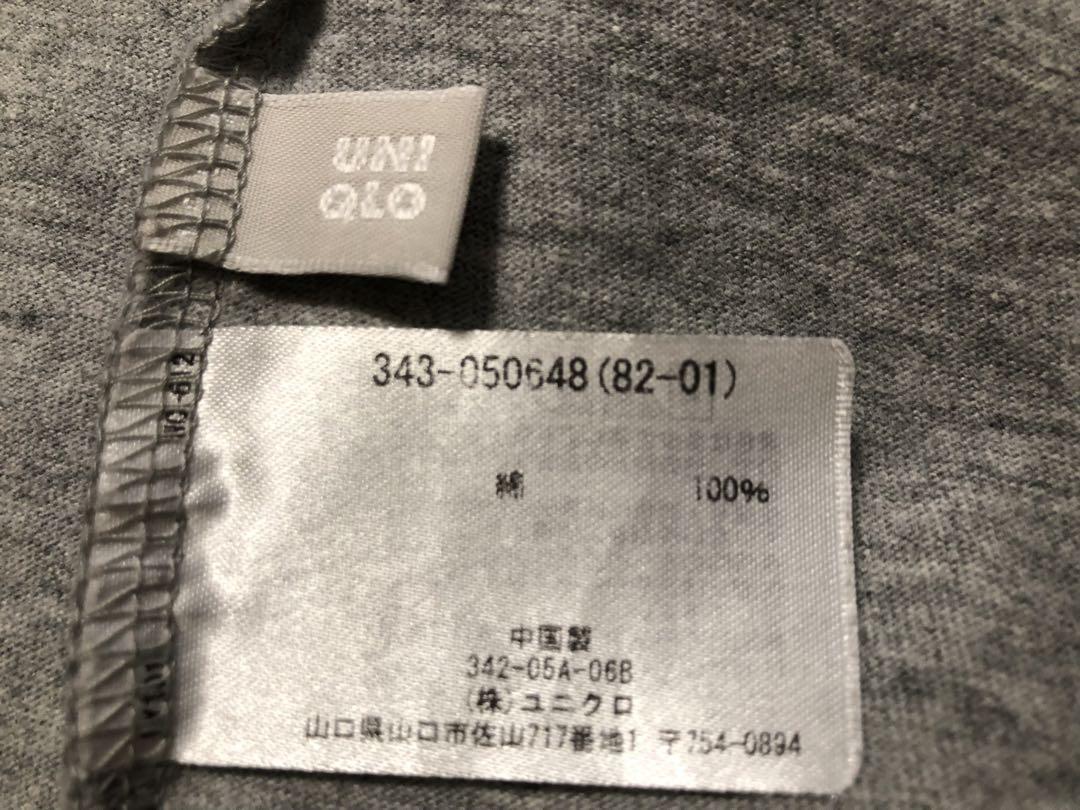 UNI
QLO
343-050648(82-01)
綿 100%
中国製
342-05A-06B
(株)ユニクロ
山口県山口市佐山717番地1 〒754-0894